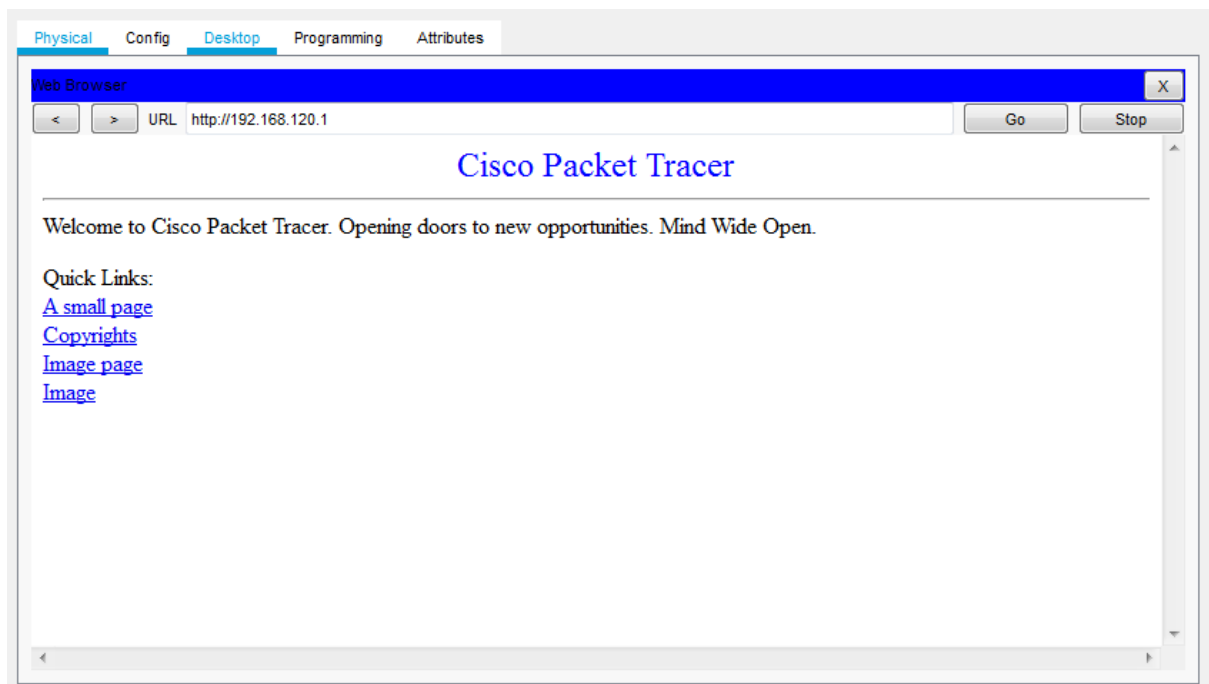 Physical Config Desktop Programming Attributes
Web Browser X
< > URL http://192.168.120.1 Go Stop
Cisco Packet Tracer
Welcome to Cisco Packet Tracer. Opening doors to new opportunities. Mind Wide Open.
Quick Links:
A small page
Copyrights
Image page
Image